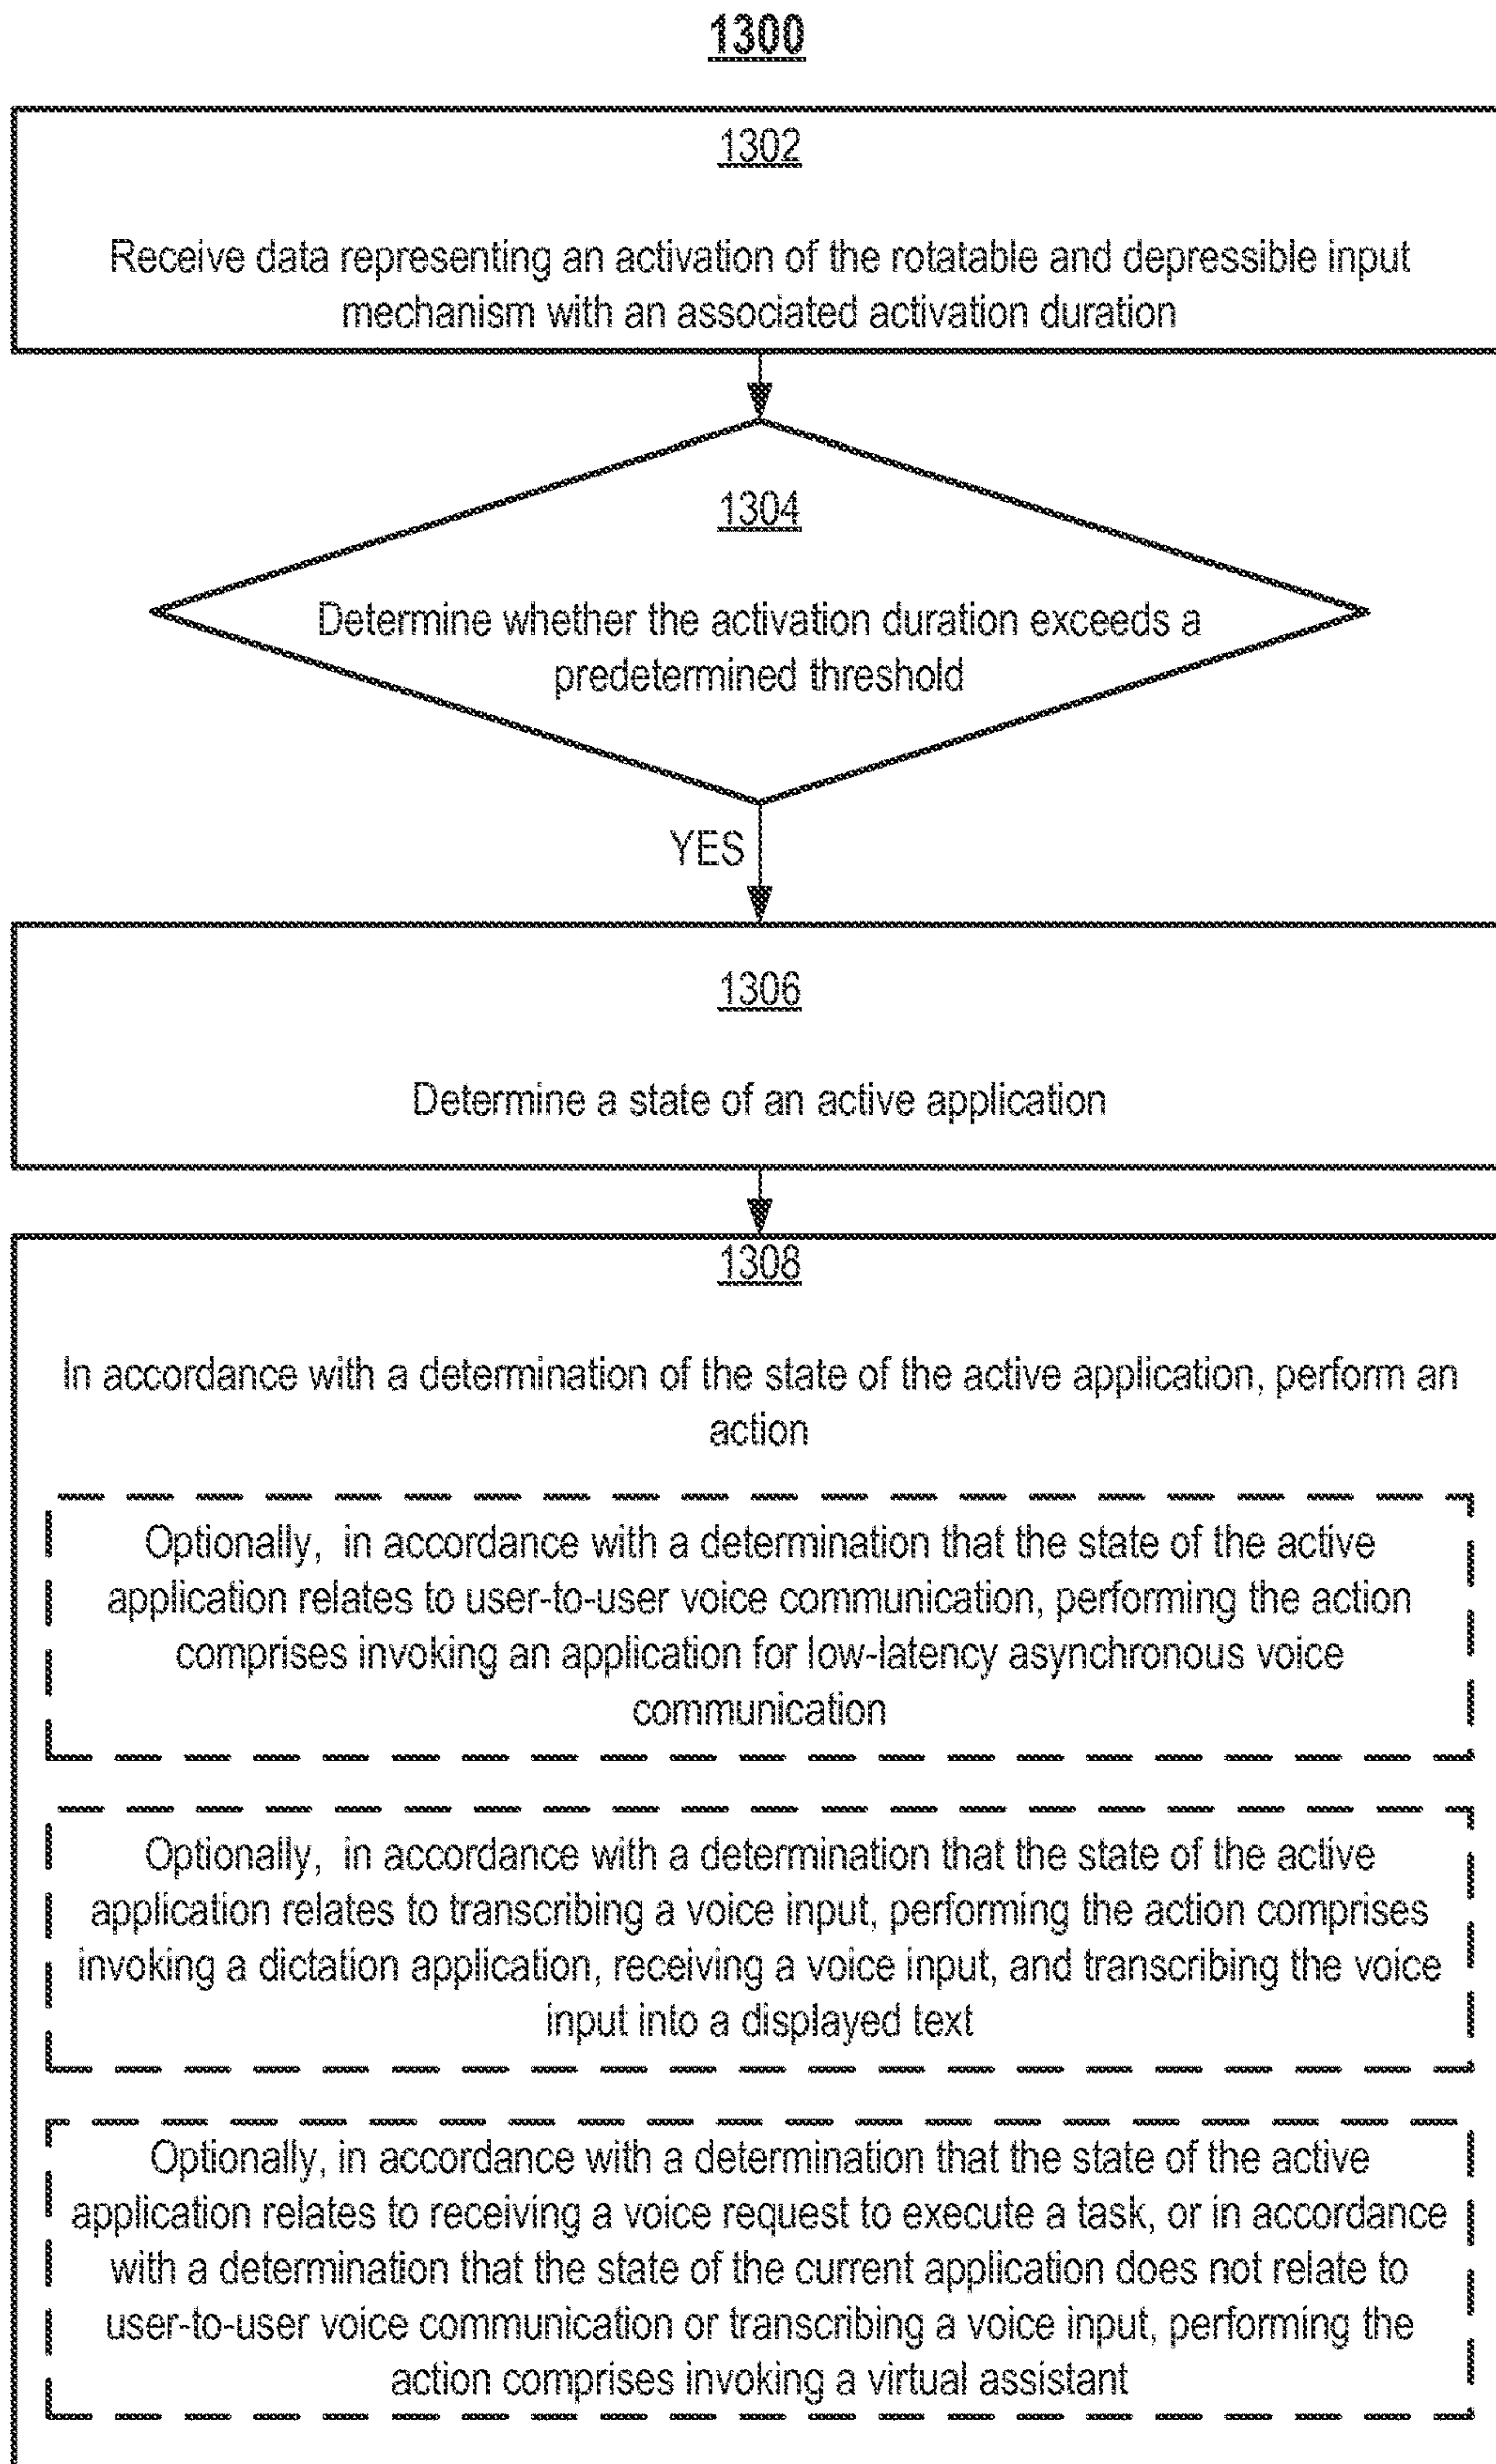 1300
1302
Receive data representing an activation of the rotatable and depressible input
mechanism with an associated activation duration
1304
Determine whether the activation duration exceeds a
predetermined threshold
YES
1306
Determine a state of an active application
1308
In accordance with a determination of the state of the active application, perform an
action
Optionally, in accordance with a determination that the state of the active
application relates to user-to-user voice communication, performing the action
comprises invoking an application for low-latency asynchronous voice
communication
Optionally, in accordance with a determination that the state of the active
application relates to transcribing a voice input, performing the action comprises
invoking a dictation application, receiving a voice input, and transcribing the voice
input into a displayed text
Optionally, in accordance with a determination that the state of the active
application relates to receiving a voice request to execute a task, or in accordance
with a determination that the state of the current application does not relate to
user-to-user voice communication or transcribing a voice input, performing the
action comprises invoking a virtual assistant